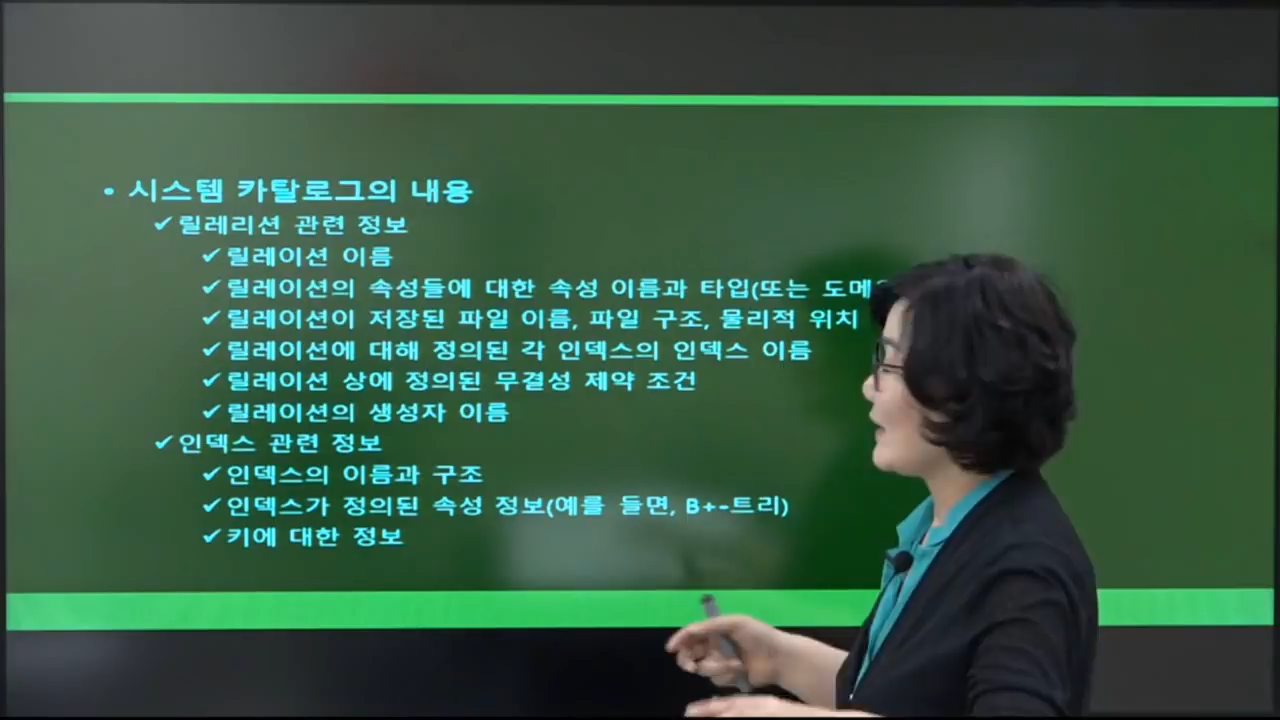 • 시스템 카탈로그의 내용
✓릴레리션 관련 정보
✓릴레이션 이름
✓릴레이션의 속성들에 대한 속성 이름과 타입(또는
✓릴레이션이 저장된 파일 이름, 파일 구조, 물리적 위치
✓릴레이션에 대해 정의된 각 인덱스의 인덱스 이름
✓릴레이션 상에 정의된 무결성 제약 조건
✓릴레이션의 생성자 이름
✓인덱스 관련 정보
✓인덱스의 이름과 구조
✓인덱스가 정의된 속성 정보(예를 들면, B+-트리)
✓키에 대한 정보